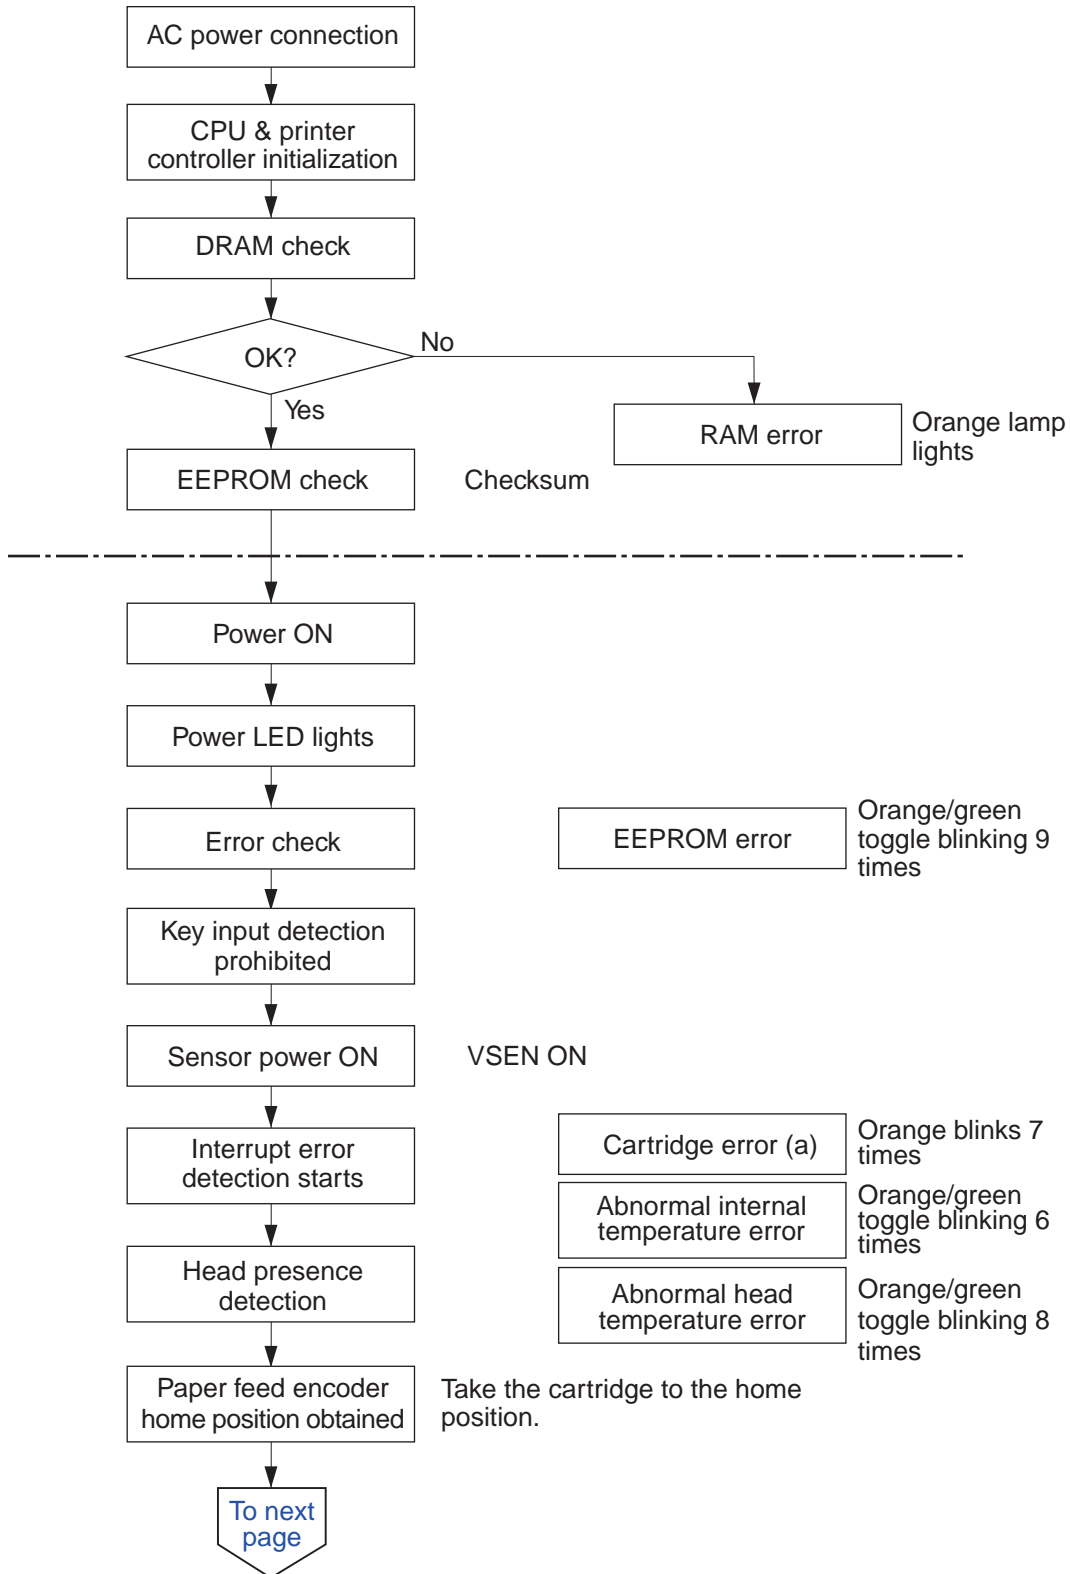 AC power connection
CPU & printer
controller initialization
DRAM check
OK?
No
Yes
RAM error
Orange lamp
lights
EEPROM check
Checksum
Power ON
Power LED lights
Error check
EEPROM error
Orange/green
toggle blinking 9
times
Key input detection
prohibited
Sensor power ON
VSEN ON
Interrupt error
detection starts
Cartridge error (a)
Orange blinks 7
times
Abnormal internal
temperature error
Orange/green
toggle blinking 6
times
Head presence
detection
Abnormal head
temperature error
Orange/green
toggle blinking 8
times
Paper feed encoder
home position obtained
Take the cartridge to the home
position.
To next
page